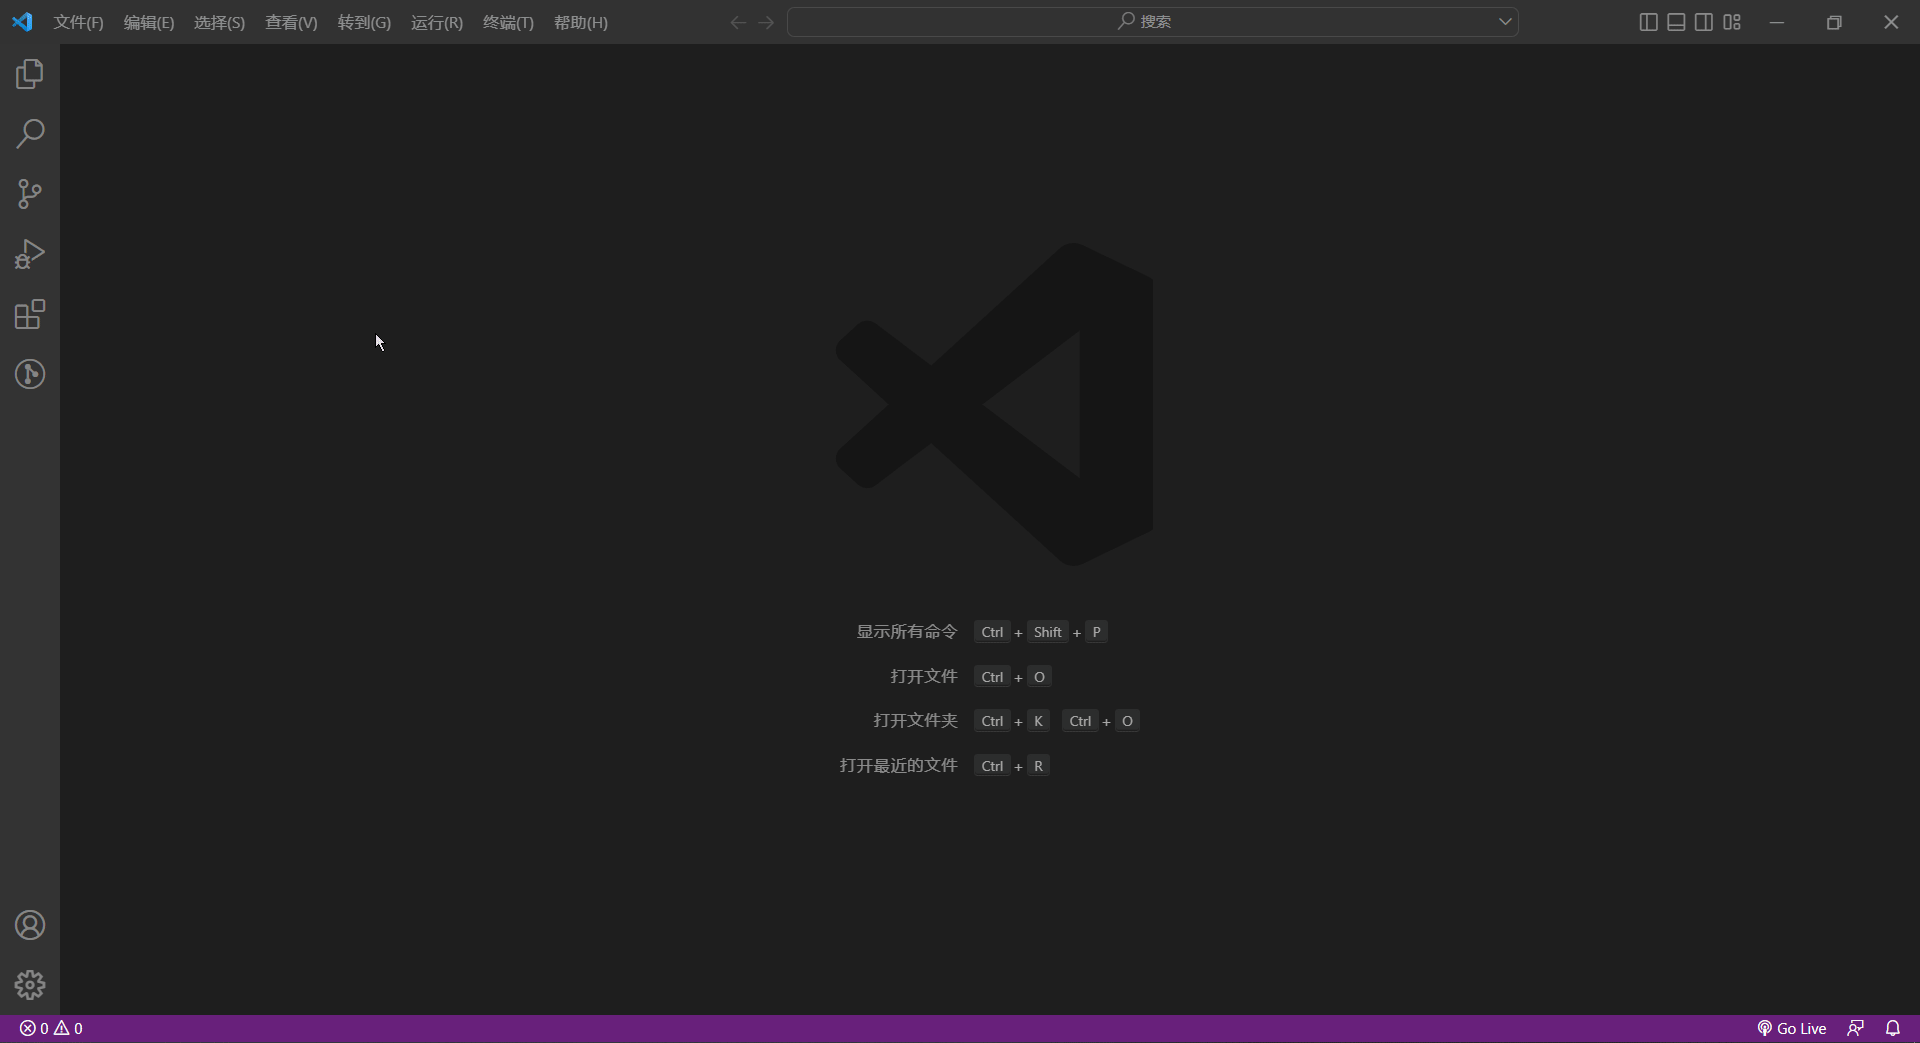 文件(F) 编辑(E) 选择(S) 查看(V) 转到(G) 运行(R) 终端(T) 帮助(H) 搜索
显示所有命令 Ctrl + Shift + P
打开文件 Ctrl + O
打开文件夹 Ctrl + K Ctrl + O
打开最近的文件 Ctrl + R
0 0 Go Live